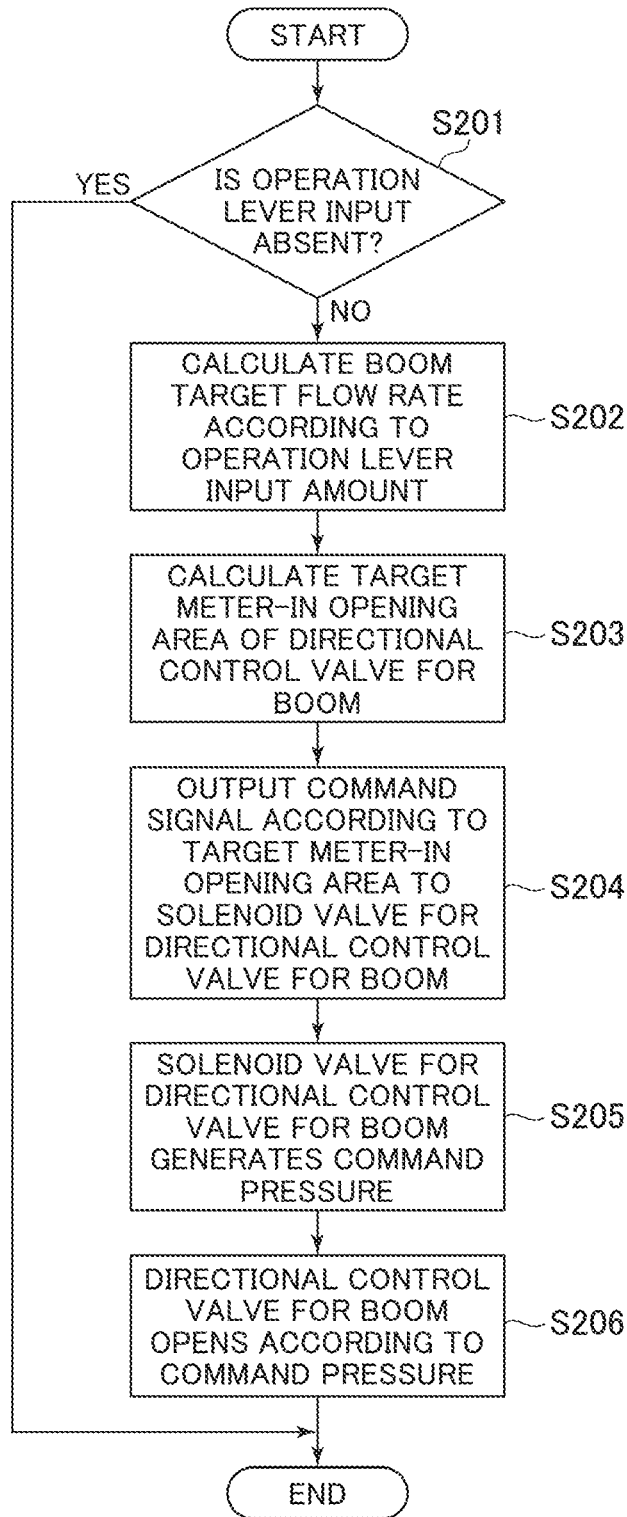 START
S201
YES
IS OPERATION
LEVER INPUT
ABSENT?
NO
CALCULATE BOOM
TARGET FLOW RATE
ACCORDING TO
OPERATION LEVER
INPUT AMOUNT
S202
CALCULATE TARGET
METER-IN OPENING
AREA OF DIRECTIONAL
CONTROL VALVE FOR
BOOM
S203
OUTPUT COMMAND
SIGNAL ACCORDING TO
TARGET METER-IN
OPENING AREA TO
SOLENOID VALVE FOR
DIRECTIONAL CONTROL
VALVE FOR BOOM
S204
SOLENOID VALVE FOR
DIRECTIONAL CONTROL
VALVE FOR BOOM
GENERATES COMMAND
PRESSURE
S205
DIRECTIONAL CONTROL
VALVE FOR BOOM
OPENS ACCORDING TO
COMMAND PRESSURE
S206
END